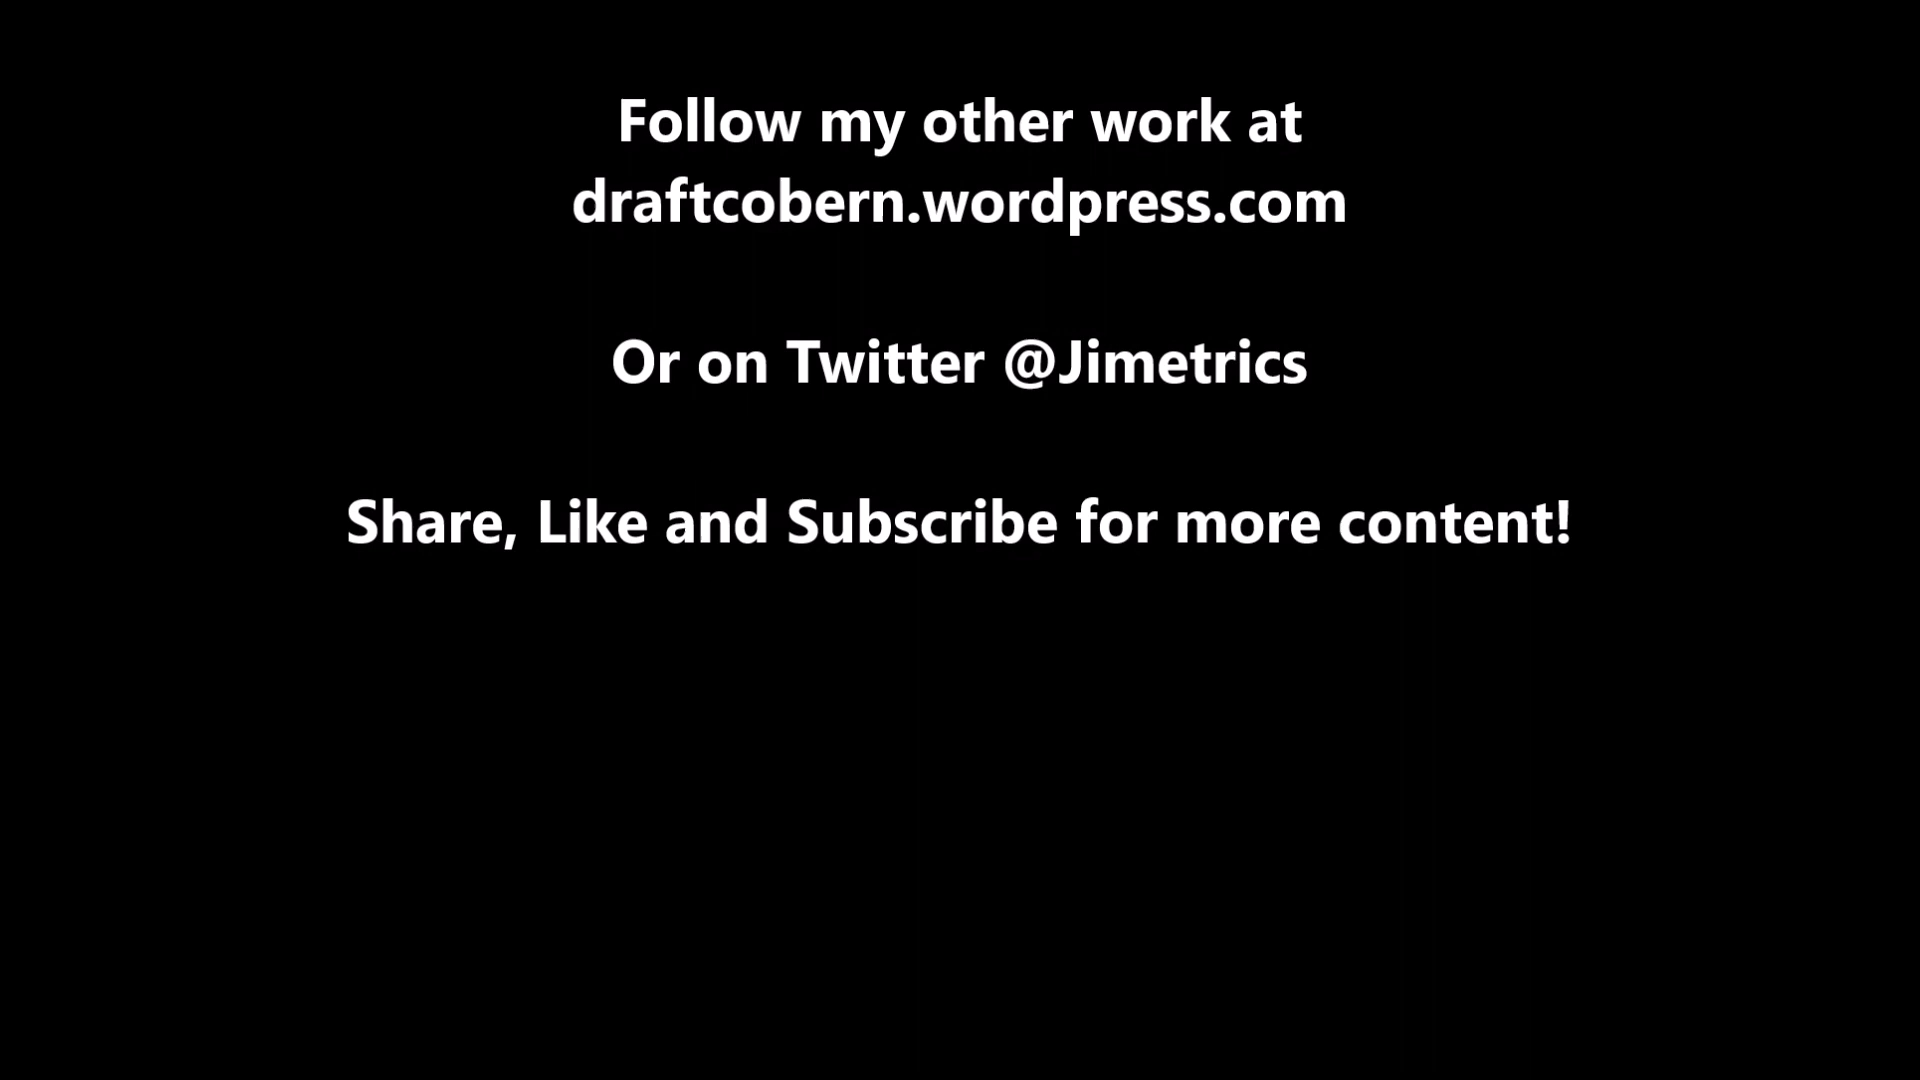 Follow my other work at
draftcobern.wordpress.com
Or on Twitter @Jimetrics
Share, Like and Subscribe for more content!